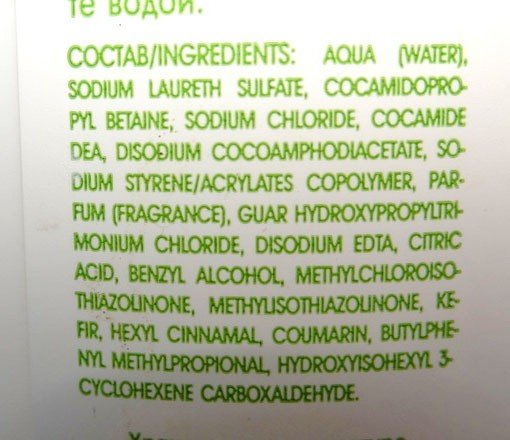 те водой.
СОСТАВ/INGREDIENTS: AQUA (WATER),
SODIUM LAURETH SULFATE, COCAMIDOPRO-
PYL BETAINE, SODIUM CHLORIDE, COCAMIDE
DEA, DISODIUM COCOAMPHODIACETATE, SO-
DIUM STYRENE/ACRYLATES COPOLYMER, PAR-
FUM (FRAGRANCE), GUAR HYDROXYPROPYLTRI-
MONIUM CHLORIDE, DISODIUM EDTA, CITRIC
ACID, BENZYL ALCOHOL, METHYLCHLOROISO-
THIAZOLINONE, METHYLISOTHIAZOLINONE, KE-
FIR, HEXYL CINNAMAL, COUMARIN, BUTYLPHE-
NYL METHYLPROPIONAL, HYDROXYISOHEXYL 3-
CYCLOHEXENE CARBOXALDEHYDE.